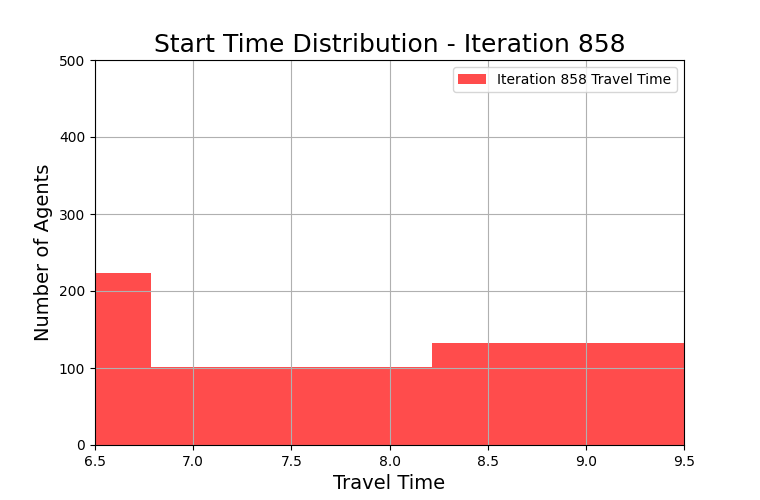 Start Time Distribution - Iteration 858
Iteration 858 Travel Time
Number of Agents
500
400
300
200
100
0
6.5 7.0 7.5 8.0 8.5 9.0 9.5
Travel Time